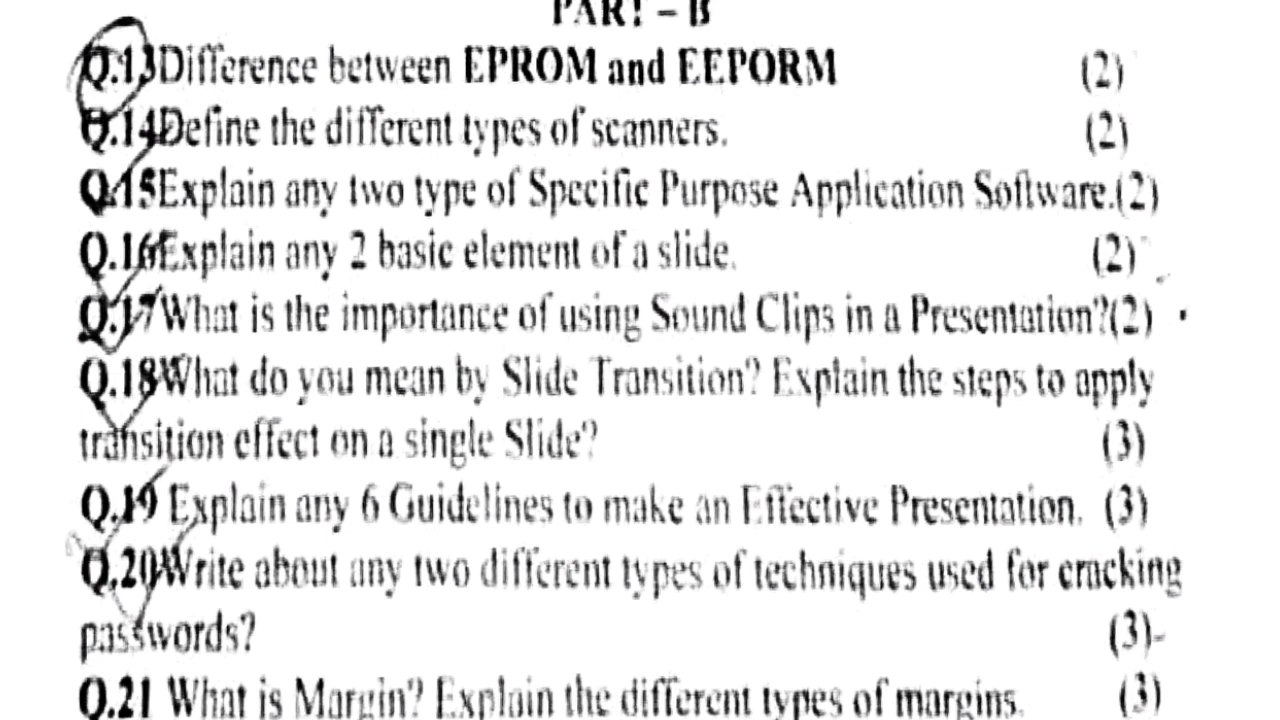 PART – B
Q.13Difference between EPROM and EEPORM (2)
Q.14Define the different types of scanners. (2)
Q.15Explain any two type of Specific Purpose Application Software.(2)
Q.16Explain any 2 basic element of a slide. (2)
Q.17What is the importance of using Sound Clips in a Presentation?(2)
Q.18What do you mean by Slide Transition? Explain the steps to apply
transition effect on a single Slide? (3)
Q.19 Explain any 6 Guidelines to make an Effective Presentation. (3)
Q.20Write about any two different types of techniques used for cracking
passwords? (3)
Q.21 What is Margin? Explain the different types of margins. (3)